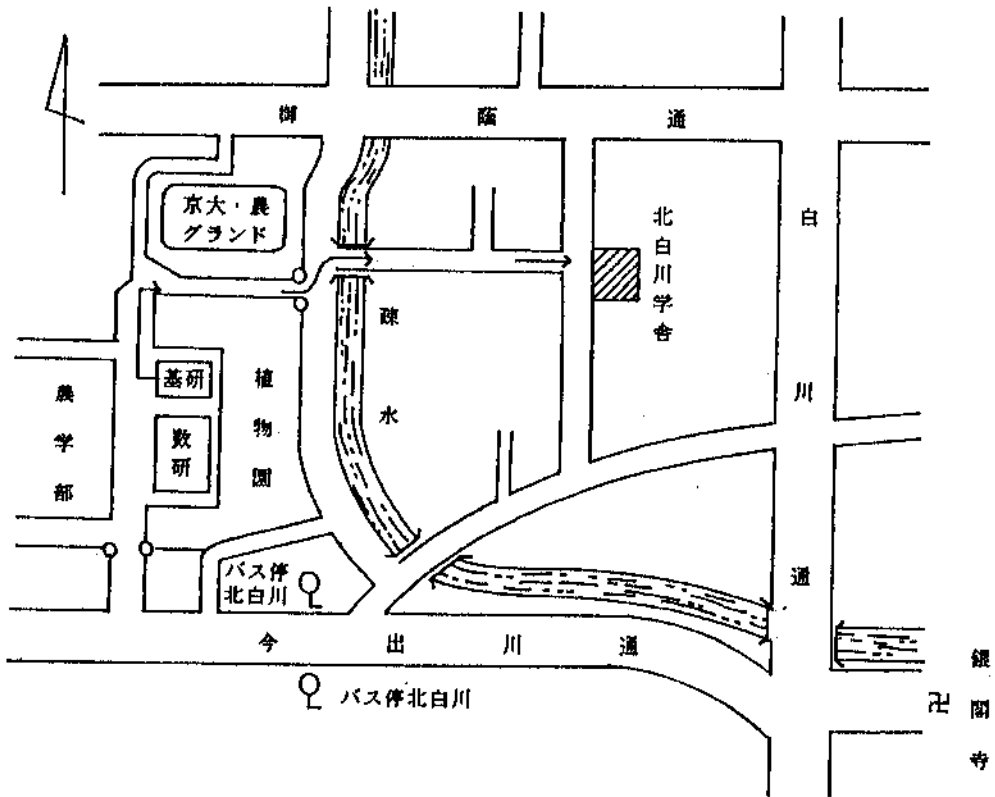 御蔭通
京大・農
グランド
北白川学舎
白川通
疎水
基研
植物園
農学部
数研
バス停
北白川
今出川通
バス停北白川
卍
銀閣寺